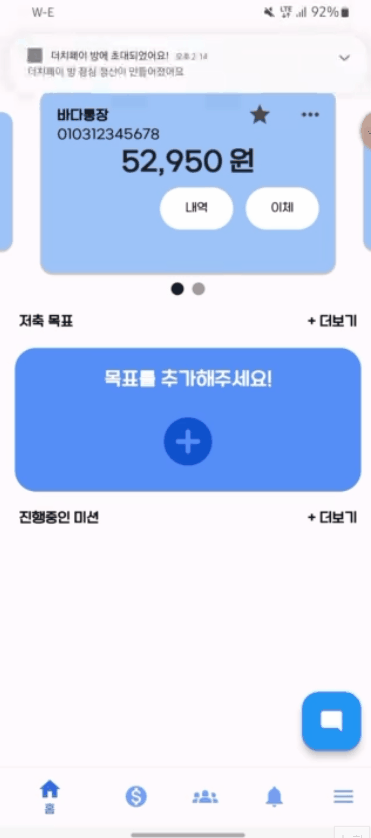 W-E
LTE
92%
더치페이 방에 초대되었어요! 오후 2:14
더치페이 방 점심 정산이 만들어졌어요
바다통장
010312345678
52,950 원
내역
이체
저축 목표
+ 더보기
목표를 추가해주세요!
진행중인 미션
+ 더보기
홈